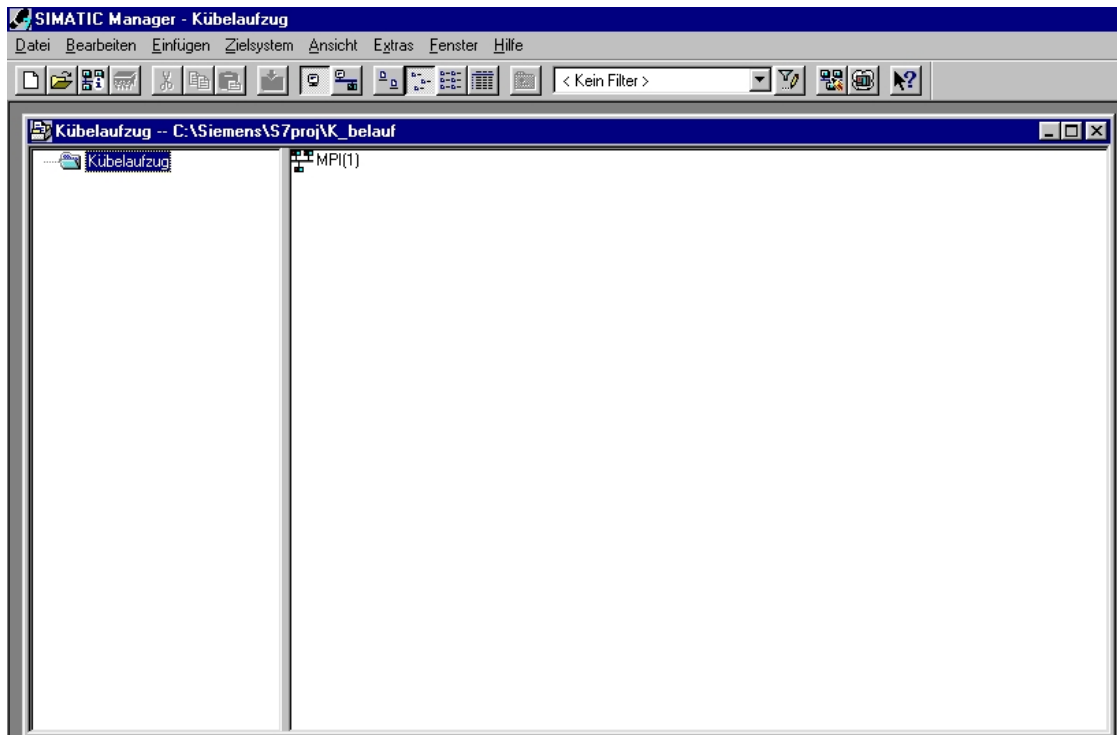 SIMATIC Manager - Kübelaufzug
Datei Bearbeiten Einfügen Zielsystem Ansicht Extras Fenster Hilfe
< Kein Filter >
Kübelaufzug -- C:\Siemens\S7proj\K_belauf
Kübelaufzug
MPI(1)